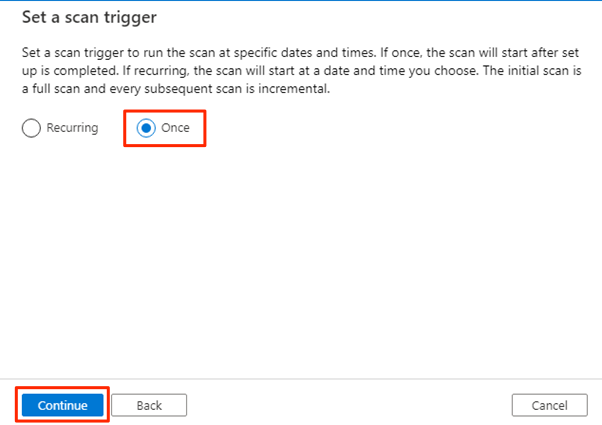 Set a scan trigger
Set a scan trigger to run the scan at specific dates and times. If once, the scan will start after set
up is completed. If recurring, the scan will start at a date and time you choose. The initial scan is
a full scan and every subsequent scan is incremental.
Recurring Once
Continue Back Cancel